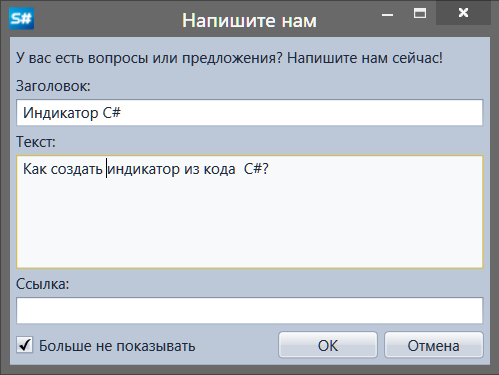 S#
Напишите нам
У вас есть вопросы или предложения? Напишите нам сейчас!
Заголовок:
Индикатор C#
Текст:
Как создать индикатор из кода  C#?
Ссылка:
Больше не показывать
OK
Отмена